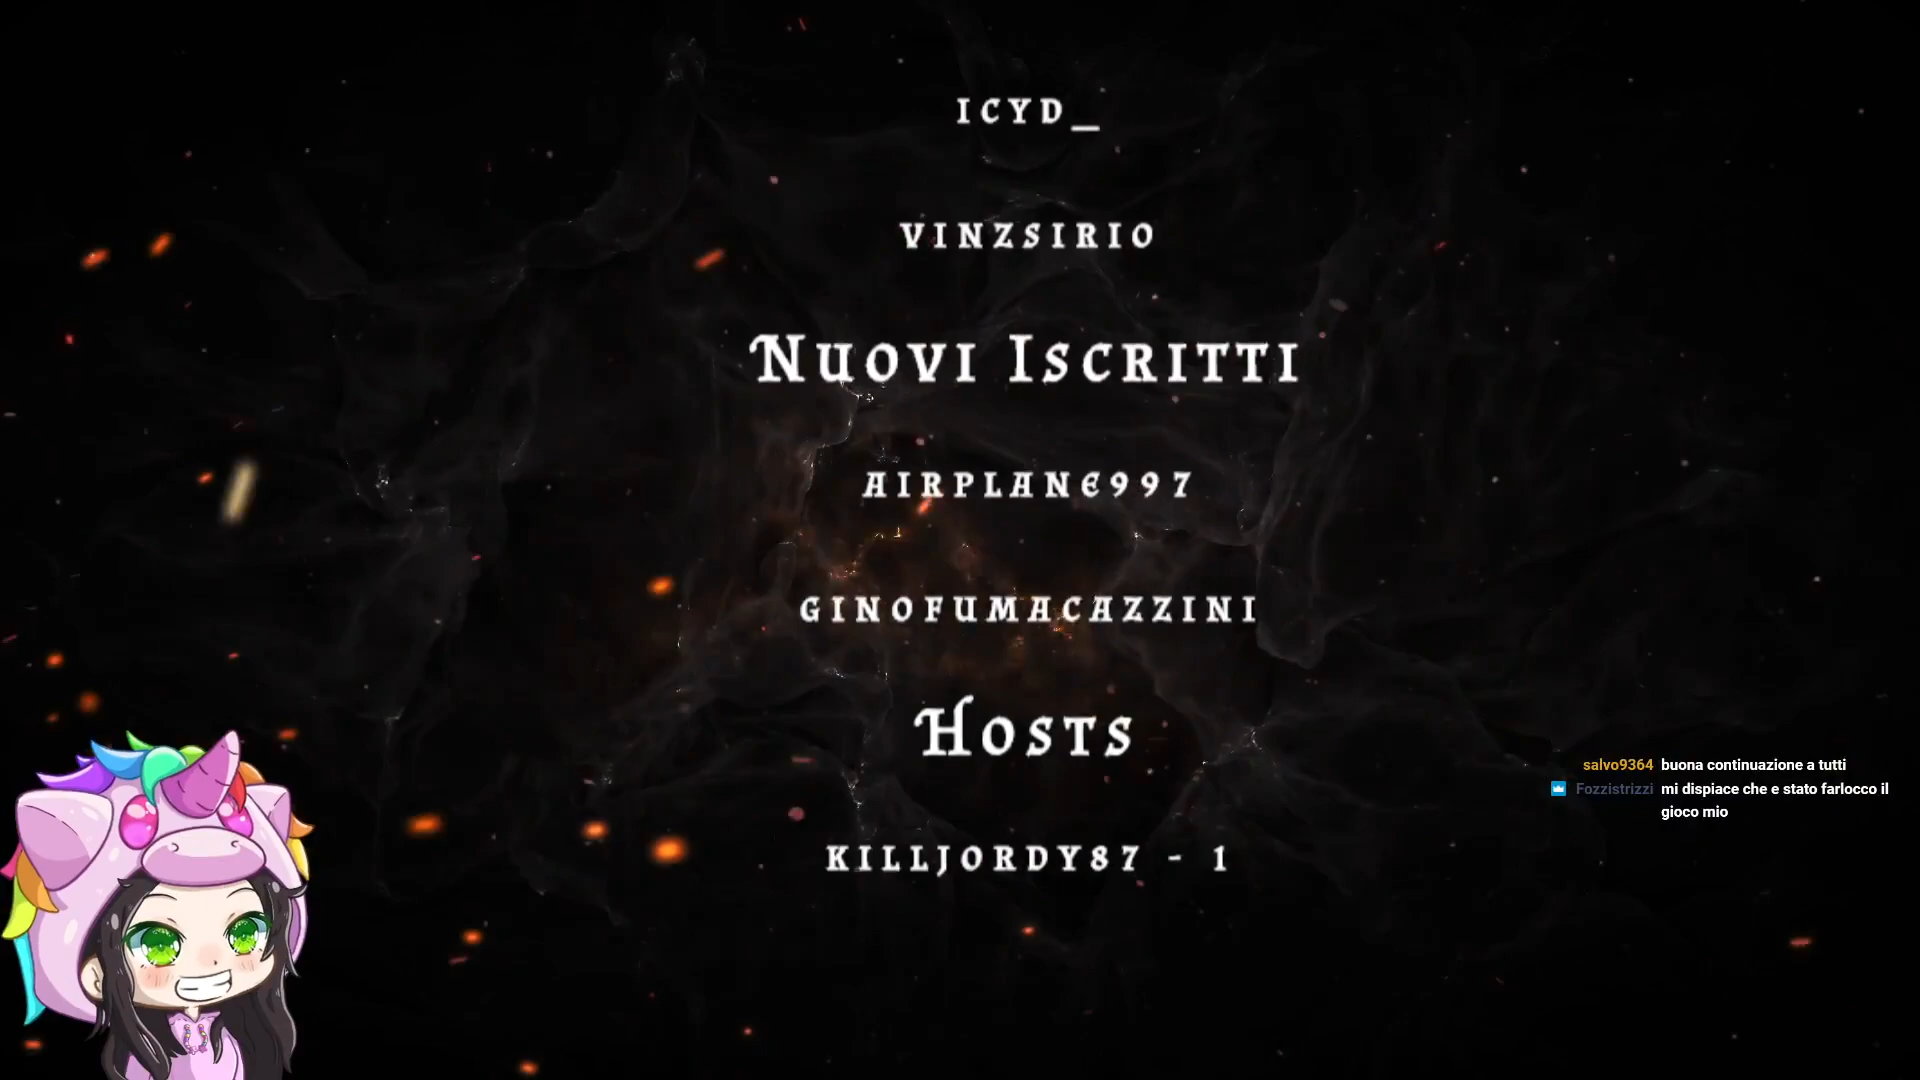 ICYD_
VINZSIRIO
Nuovi Iscritti
AIRPLANE997
GINOFUMACAZZINI
Hosts
KILLJORDY87 - 1
salvo9364 buona continuazione a tutti
Fozzistrizzi mi dispiace che e stato farlocco il
gioco mio